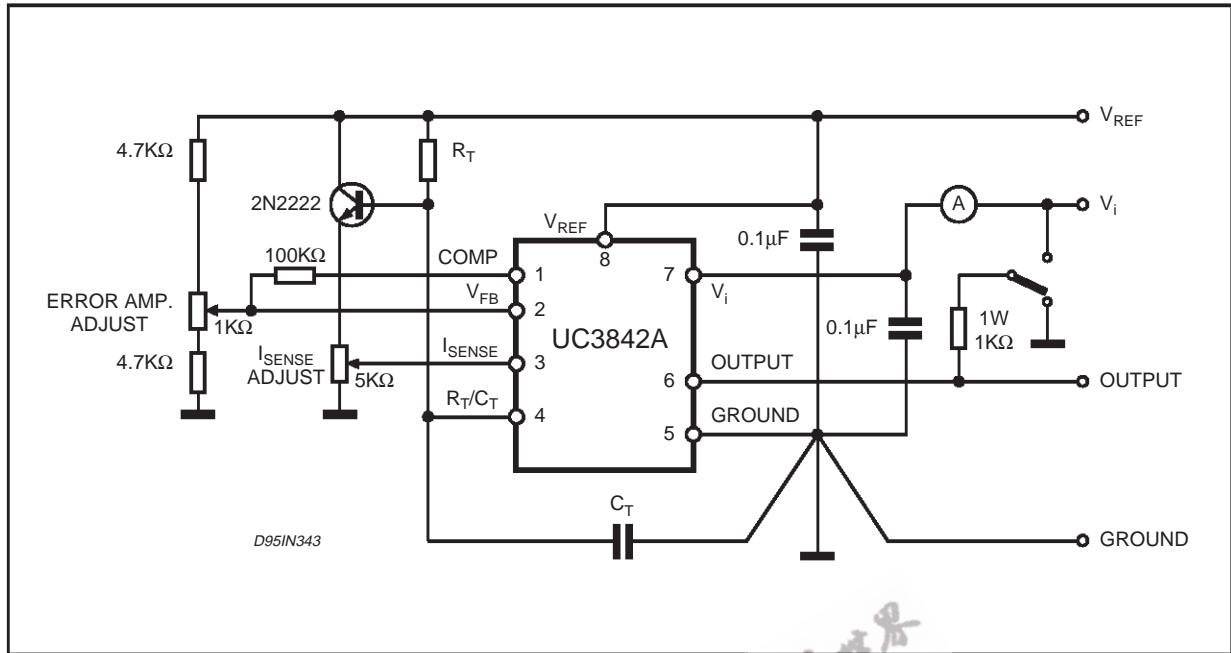 V_REF
4.7KΩ
R_T
2N2222
A
V_i
V_REF
8
0.1µF
100KΩ
COMP
1
7
V_i
V_FB
2
ERROR AMP.
ADJUST
1KΩ
UC3842A
0.1µF
1W
1KΩ
4.7KΩ
I_SENSE
ADJUST
5KΩ
I_SENSE
3
OUTPUT
6
OUTPUT
R_T/C_T
4
GROUND
5
C_T
D95IN343
GROUND